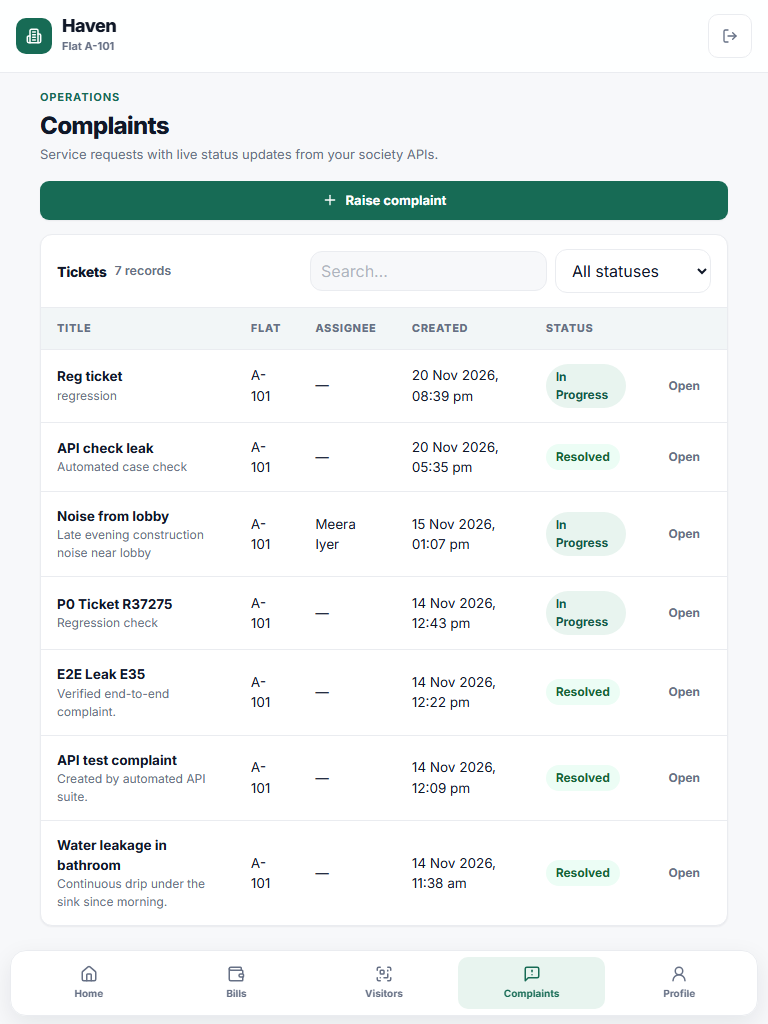 Haven
Flat A-101
OPERATIONS
Complaints
Service requests with live status updates from your society APIs.
Raise complaint
Tickets 7 records Search... All statuses
TITLE FLAT ASSIGNEE CREATED STATUS
Reg ticket
regression
A-
101
—
20 Nov 2026,
08:39 pm
In
Progress
Open
API check leak
Automated case check
A-
101
—
20 Nov 2026,
05:35 pm
Resolved
Open
Noise from lobby
Late evening construction
noise near lobby
A-
101
Meera
Iyer
15 Nov 2026,
01:07 pm
In
Progress
Open
P0 Ticket R37275
Regression check
A-
101
—
14 Nov 2026,
12:43 pm
In
Progress
Open
E2E Leak E35
Verified end-to-end
complaint.
A-
101
—
14 Nov 2026,
12:22 pm
Resolved
Open
API test complaint
Created by automated API
suite.
A-
101
—
14 Nov 2026,
12:09 pm
Resolved
Open
Water leakage in
bathroom
Continuous drip under the
sink since morning.
A-
101
—
14 Nov 2026,
11:38 am
Resolved
Open
Home Bills Visitors Complaints Profile